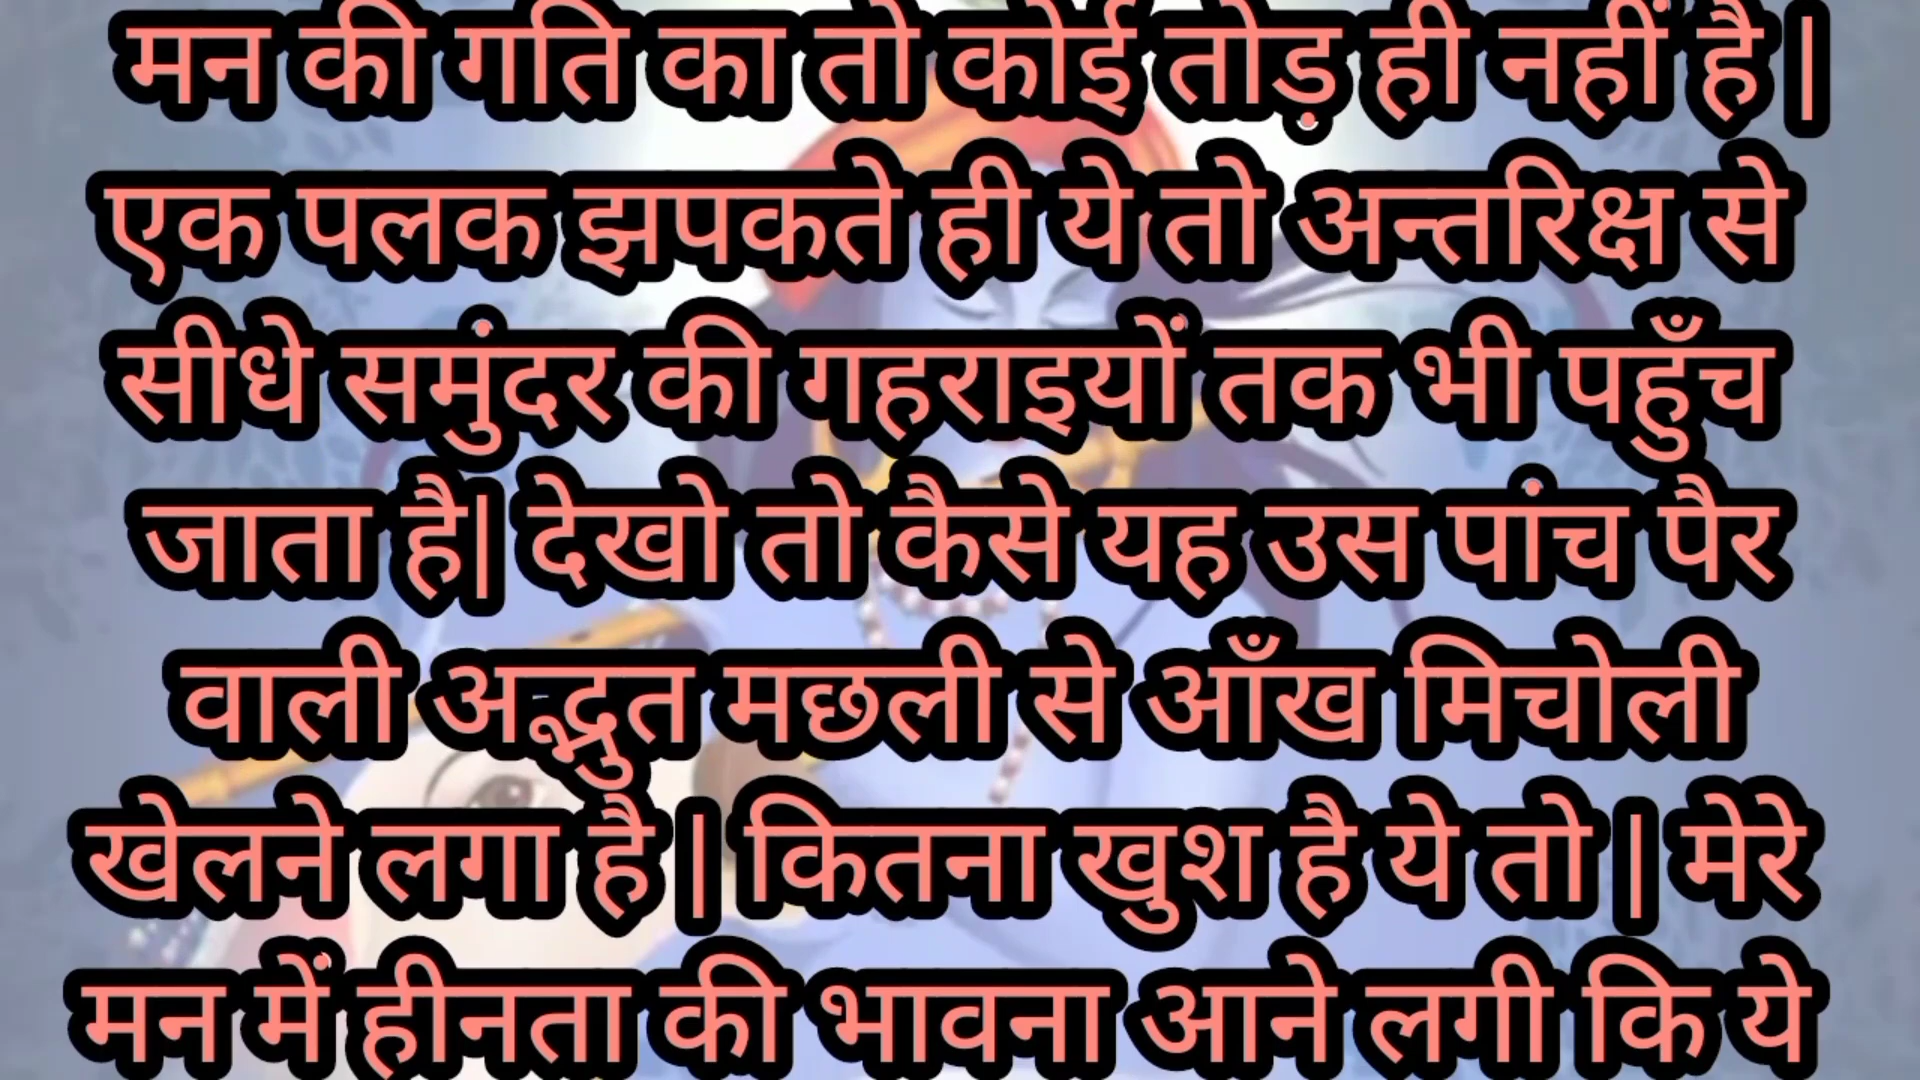 मन की गति का तो कोई तोड़ ही नहीं है |
एक पलक झपकते ही ये तो अन्तरिक्ष से
सीधे समुंदर की गहराइयों तक भी पहुँच
जाता है| देखो तो कैसे यह उस पांच पैर
वाली अद्भुत मछली से आँख मिचोली
खेलने लगा है | कितना खुश है ये तो | मेरे
मन में हीनता की भावना आने लगी कि ये